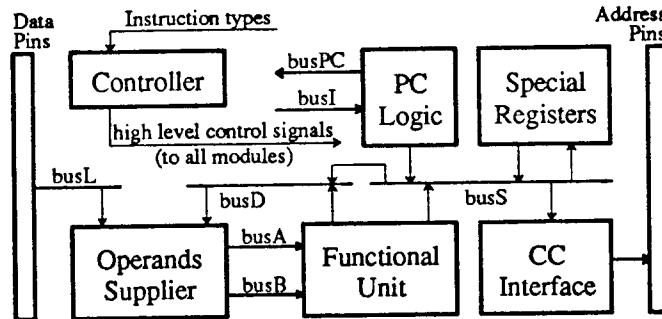 Data
Pins
Instruction types
Address
Pins
Controller
busPC
busI
PC
Logic
Special
Registers
high level control signals
(to all modules)
busL
busD
busS
busA
busB
Operands
Supplier
Functional
Unit
CC
Interface